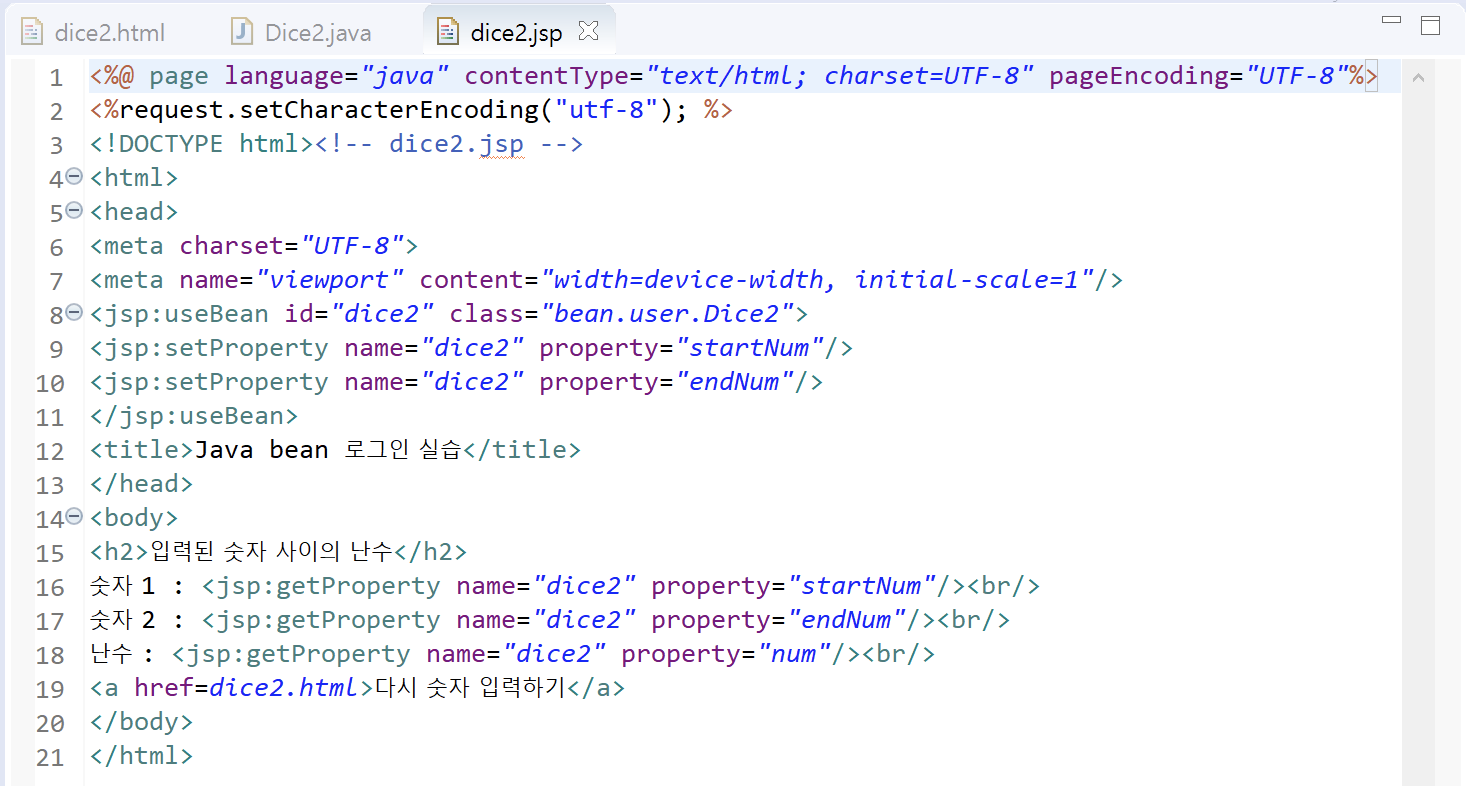 dice2.html Dice2.java dice2.jsp
1 <%@ page language="java" contentType="text/html; charset=UTF-8" pageEncoding="UTF-8"%>
2 <%request.setCharacterEncoding("utf-8"); %>
3 <!DOCTYPE html><!-- dice2.jsp -->
4 <html>
5 <head>
6 <meta charset="UTF-8">
7 <meta name="viewport" content="width=device-width, initial-scale=1"/>
8 <jsp:useBean id="dice2" class="bean.user.Dice2">
9 <jsp:setProperty name="dice2" property="startNum"/>
10 <jsp:setProperty name="dice2" property="endNum"/>
11 </jsp:useBean>
12 <title>Java bean 로그인 실습</title>
13 </head>
14 <body>
15 <h2>입력된 숫자 사이의 난수</h2>
16 숫자 1 : <jsp:getProperty name="dice2" property="startNum"/><br/>
17 숫자 2 : <jsp:getProperty name="dice2" property="endNum"/><br/>
18 난수 : <jsp:getProperty name="dice2" property="num"/><br/>
19 <a href=dice2.html>다시 숫자 입력하기</a>
20 </body>
21 </html>